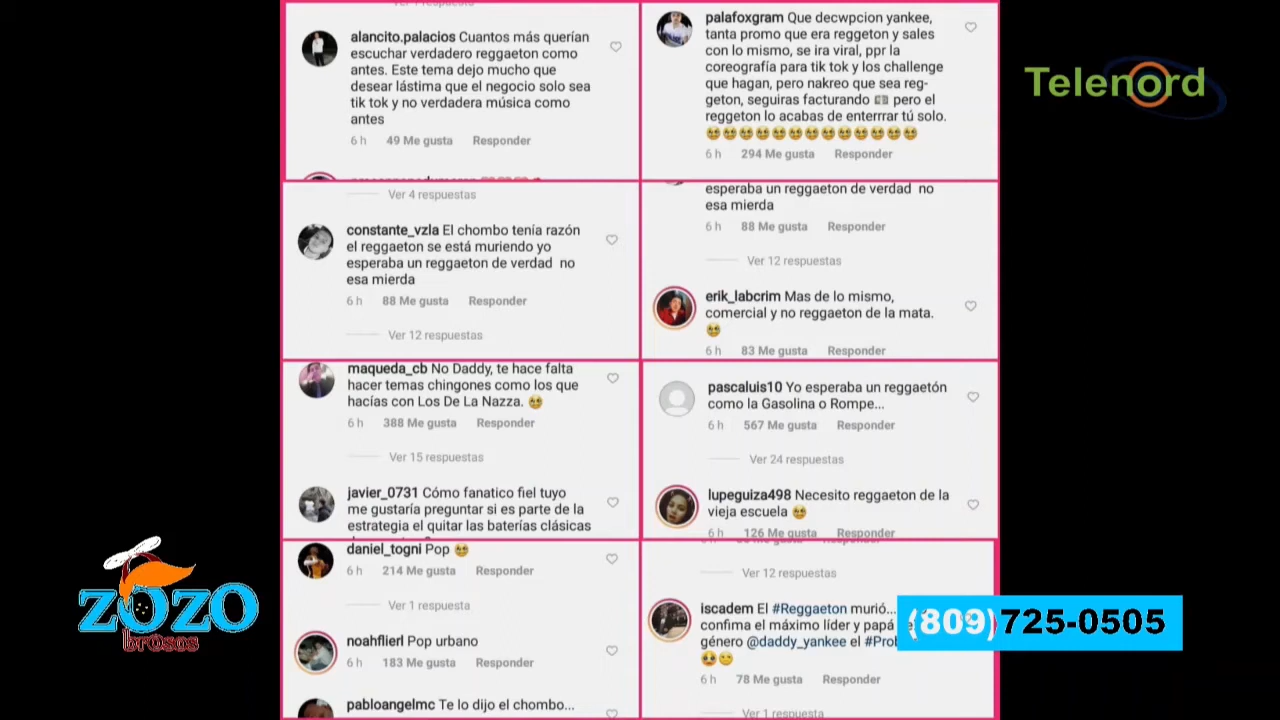 Ver 1 respuesta
alancito.palacios Cuantos más querían
escuchar verdadero reggaeton como
antes. Este tema dejo mucho que
desear lástima que el negocio solo sea
tik tok y no verdadera música como
antes
6 h 49 Me gusta Responder
palafoxgram Que decwpcion yankee,
tanta promo que era reggeton y sales
con lo mismo, se ira viral, ppr la
coreografía para tik tok y los challenge
que hagan, pero nakreo que sea reg-
geton, seguiras facturando 💵 pero el
reggeton lo acabas de enterrrar tú solo.
🥹🥹🥹🥹🥹🥹🥹🥹🥹🥹🥹🥹🥹
6 h 294 Me gusta Responder
Ver 4 respuestas
constante_vzla El chombo tenía razón
el reggaeton se está muriendo yo
esperaba un reggaeton de verdad no
esa mierda
6 h 88 Me gusta Responder
Ver 12 respuestas
esperaba un reggaeton de verdad no
esa mierda
6 h 88 Me gusta Responder
Ver 12 respuestas
erik_labcrim Mas de lo mismo,
comercial y no reggaeton de la mata.
🥹
6 h 83 Me gusta Responder
maqueda_cb No Daddy, te hace falta
hacer temas chingones como los que
hacías con Los De La Nazza. 🥹
6 h 388 Me gusta Responder
Ver 15 respuestas
javier_0731 Cómo fanatico fiel tuyo
me gustaría preguntar si es parte de la
estrategia el quitar las baterías clásicas
pascaluis10 Yo esperaba un reggaetón
como la Gasolina o Rompe...
6 h 567 Me gusta Responder
Ver 24 respuestas
lupeguiza498 Necesito reggaeton de la
vieja escuela 🥹
6 h 126 Me gusta Responder
daniel_togni Pop 🥹
6 h 214 Me gusta Responder
Ver 1 respuesta
noahflierl Pop urbano
6 h 183 Me gusta Responder
pabloangelmc Te lo dijo el chombo...
Ver 12 respuestas
iscadem El #Reggaeton murió...
confima el máximo líder y papá
género @daddy_yankee el #Prob
6 h 78 Me gusta Responder
Ver 1 respuesta
Telenord
ZOZO
brosos
(809)725-0505